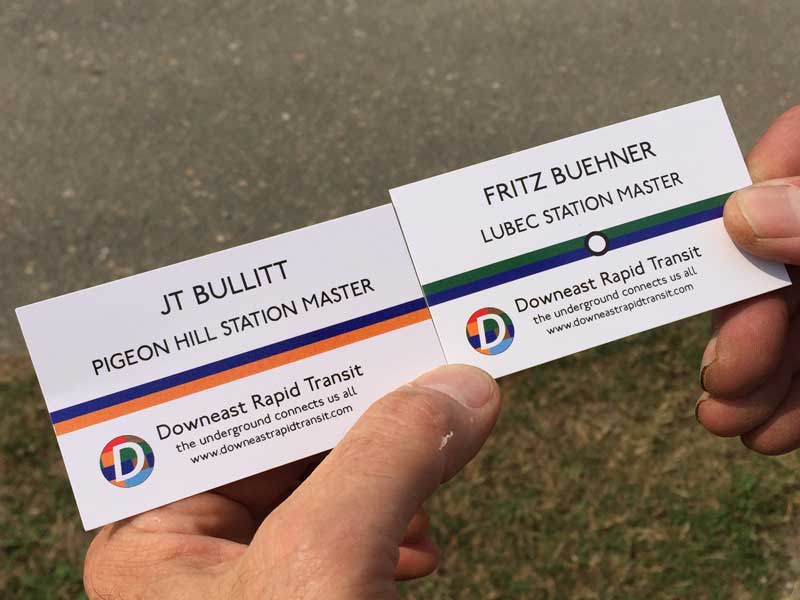 JT BULLITT
PIGEON HILL STATION MASTER
D
Downeast Rapid Transit
the underground connects us all
www.downeastrapidtransit.com
FRITZ BUEHNER
LUBEC STATION MASTER
D
Downeast Rapid Transit
the underground connects us all
www.downeastrapidtransit.com